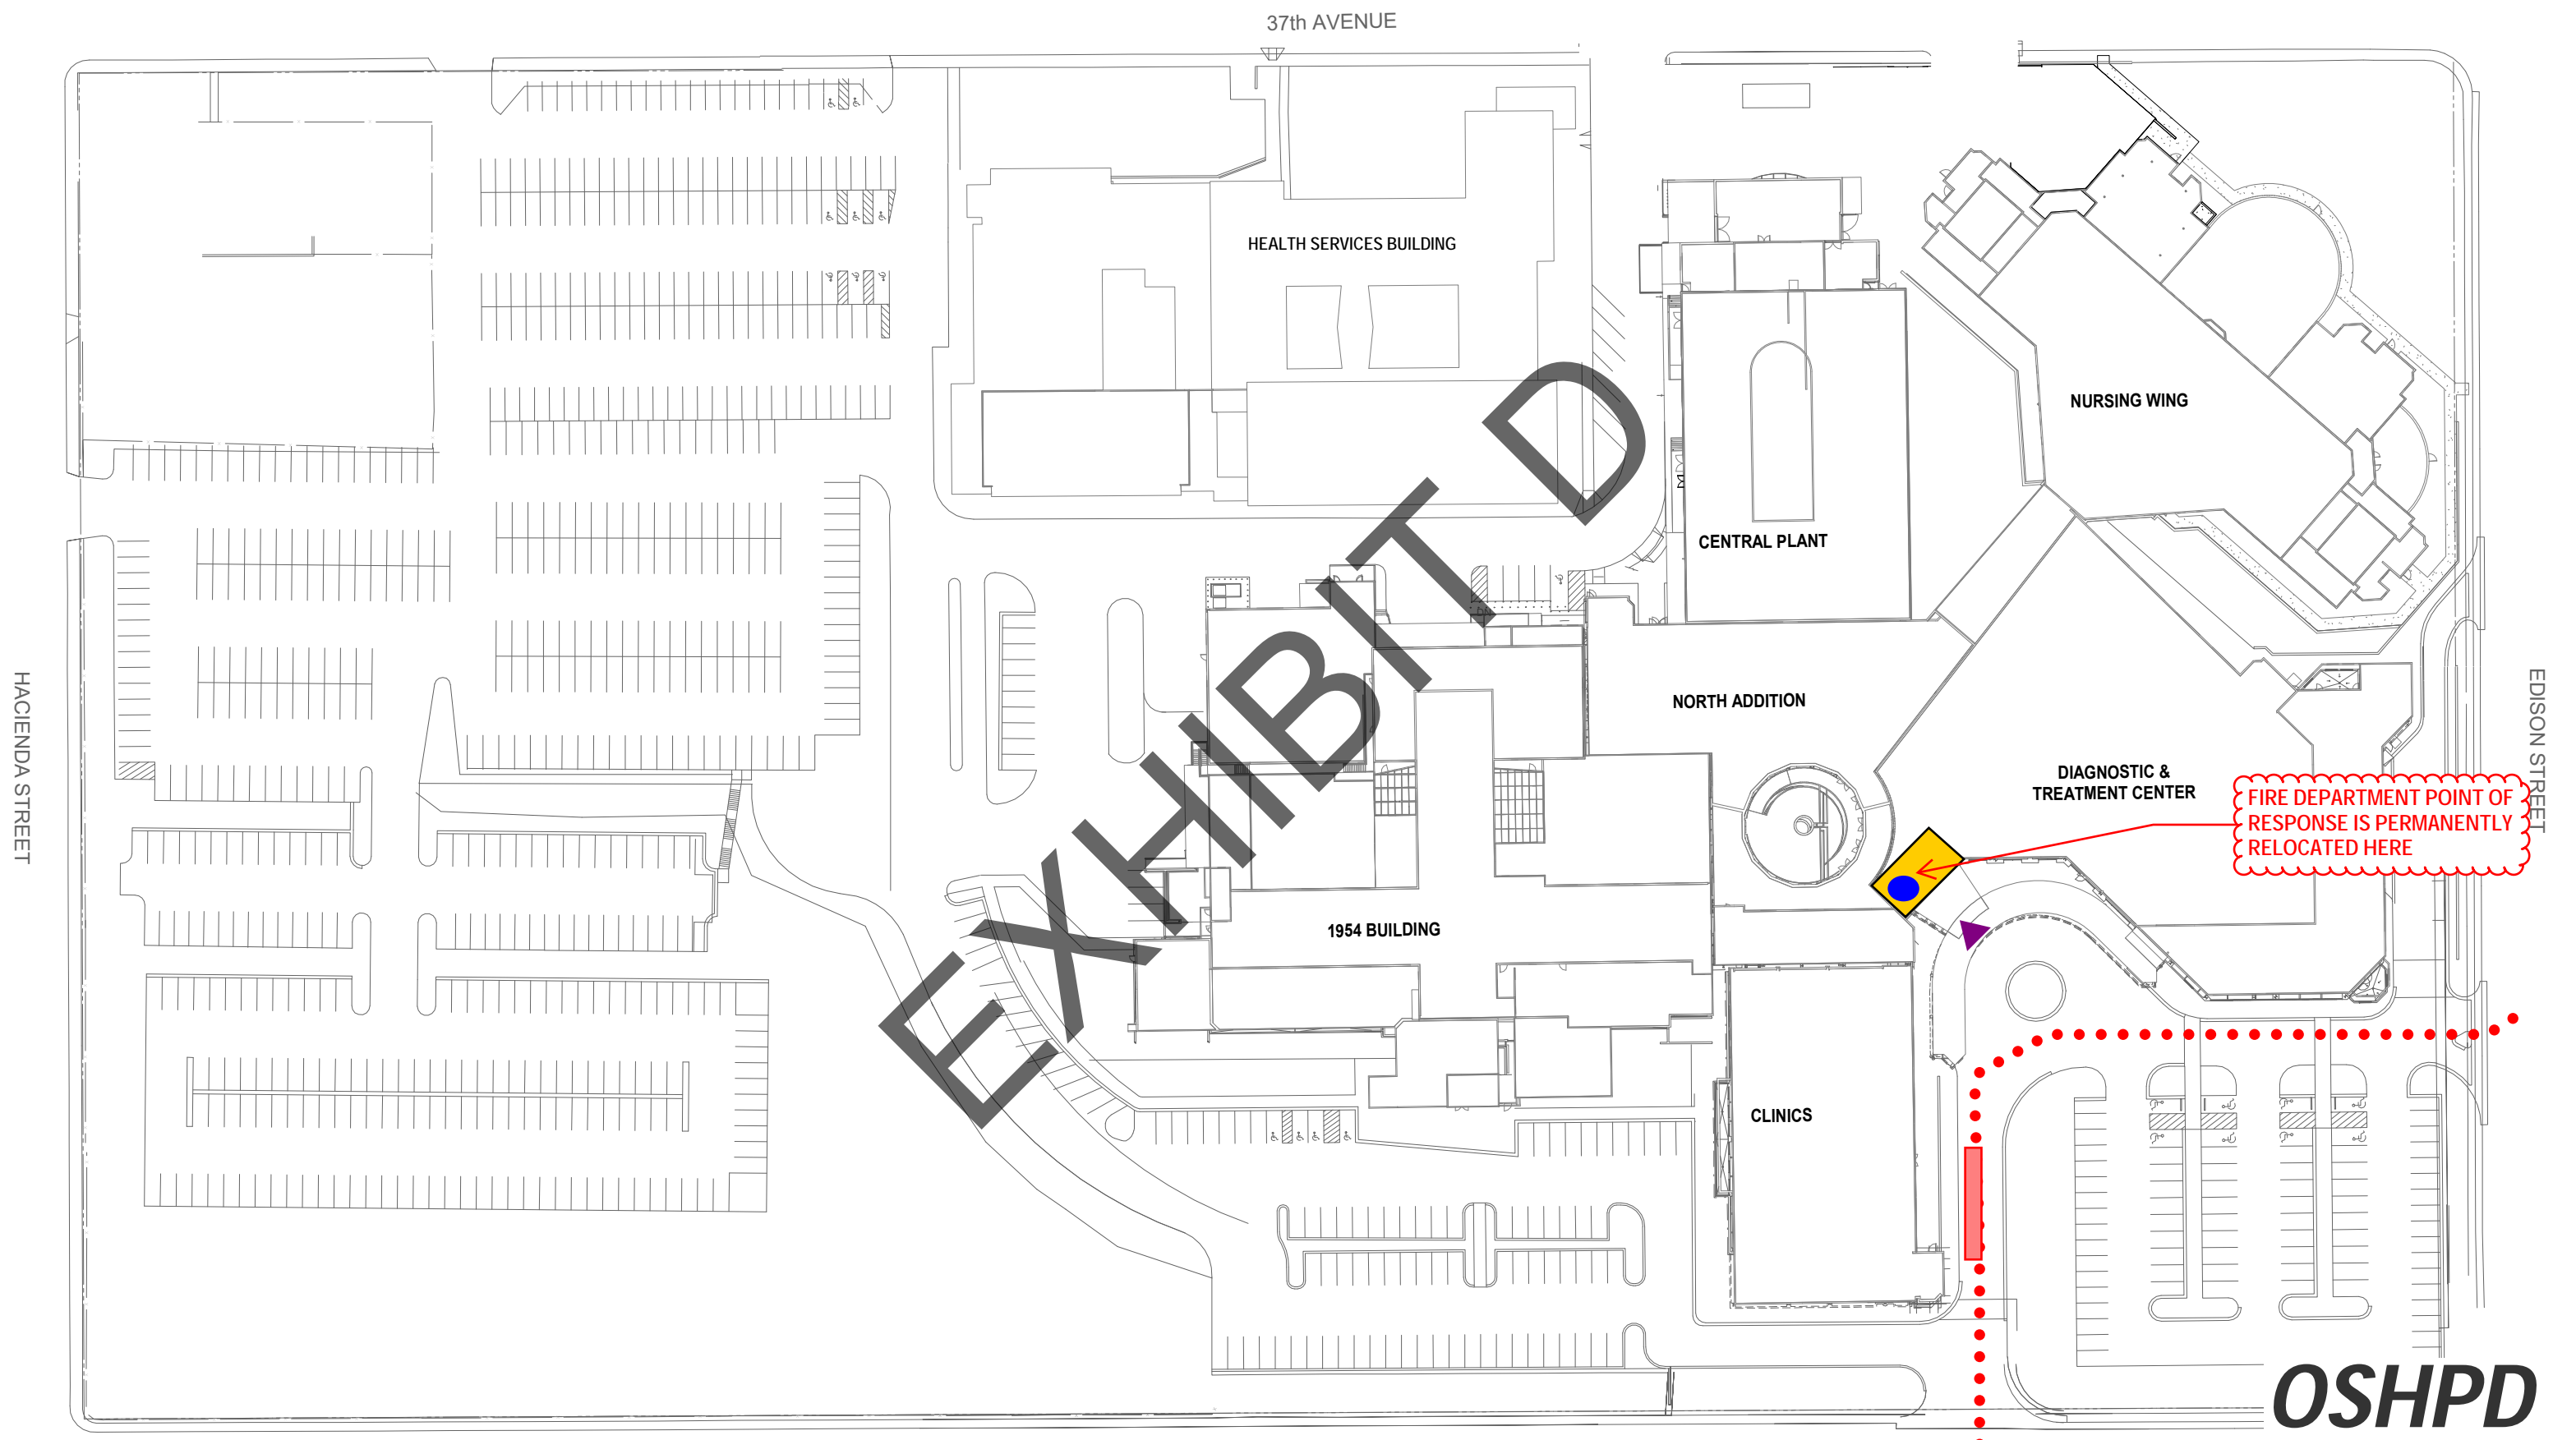 37th AVENUE
HEALTH SERVICES BUILDING
NURSING WING
CENTRAL PLANT
HACIENDA STREET
EDISON STREET
NORTH ADDITION
DIAGNOSTIC &
TREATMENT CENTER
FIRE DEPARTMENT POINT OF
RESPONSE IS PERMANENTLY
RELOCATED HERE
1954 BUILDING
CLINICS
EXHIBIT D
OSHPD